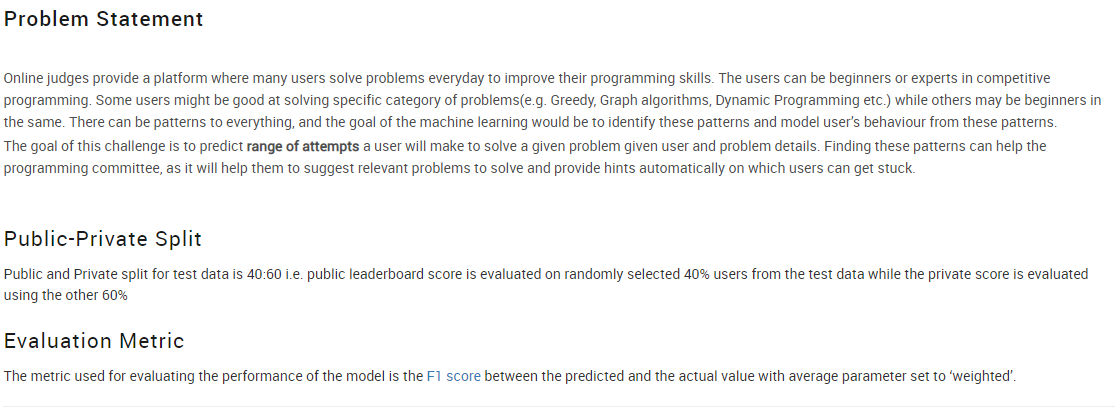 Problem Statement
Online judges provide a platform where many users solve problems everyday to improve their programming skills. The users can be beginners or experts in competitive
programming. Some users might be good at solving specific category of problems(e.g. Greedy, Graph algorithms, Dynamic Programming etc.) while others may be beginners in
the same. There can be patterns to everything, and the goal of the machine learning would be to identify these patterns and model user's behaviour from these patterns.
The goal of this challenge is to predict range of attempts a user will make to solve a given problem given user and problem details. Finding these patterns can help the
programming committee, as it will help them to suggest relevant problems to solve and provide hints automatically on which users can get stuck.
Public-Private Split
Public and Private split for test data is 40:60 i.e. public leaderboard score is evaluated on randomly selected 40% users from the test data while the private score is evaluated
using the other 60%
Evaluation Metric
The metric used for evaluating the performance of the model is the F1 score between the predicted and the actual value with average parameter set to ‘weighted’.